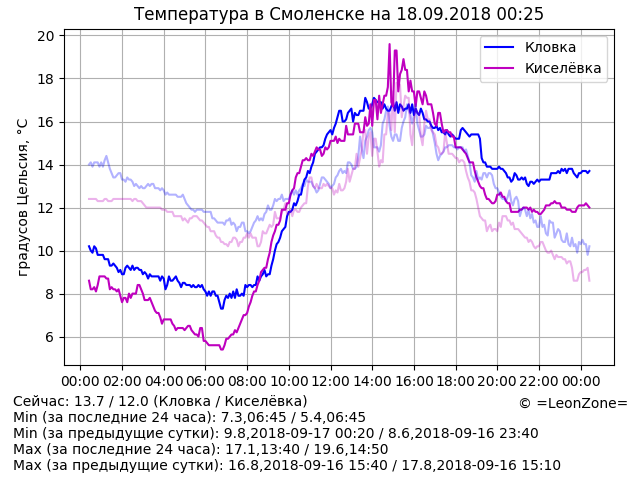 Температура в Смоленске на 18.09.2018 00:25
градусов Цельсия, °C
20
18
16
14
12
10
8
6
Кловка
Киселёвка
00:00 02:00 04:00 06:00 08:00 10:00 12:00 14:00 16:00 18:00 20:00 22:00 00:00
Сейчас: 13.7 / 12.0 (Кловка / Киселёвка)
© =LeonZone=
Min (за последние 24 часа): 7.3,06:45 / 5.4,06:45
Min (за предыдущие сутки): 9.8,2018-09-17 00:20 / 8.6,2018-09-16 23:40
Max (за последние 24 часа): 17.1,13:40 / 19.6,14:50
Max (за предыдущие сутки): 16.8,2018-09-16 15:40 / 17.8,2018-09-16 15:10